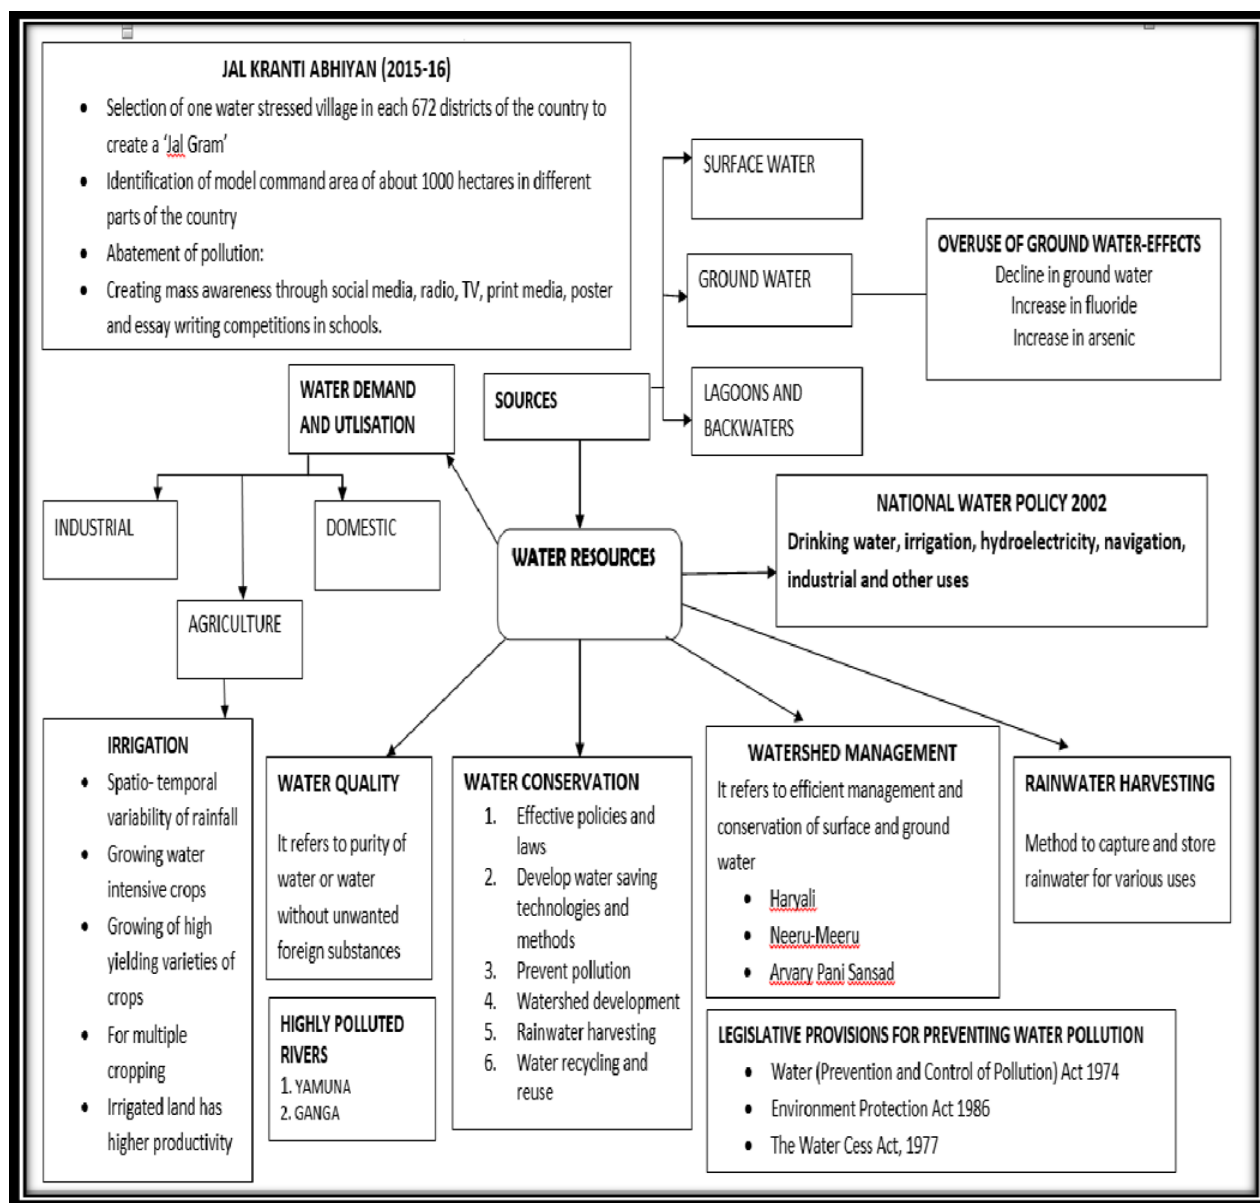 JAL KRANTI ABHIYAN (2015-16)
• Selection of one water stressed village in each 672 districts of the country to
create a 'Jal Gram'
• Identification of model command area of about 1000 hectares in different
parts of the country
• Abatement of pollution:
• Creating mass awareness through social media, radio, TV, print media, poster
and essay writing competitions in schools.
SURFACE WATER
GROUND WATER
LAGOONS AND
BACKWATERS
OVERUSE OF GROUND WATER-EFFECTS
Decline in ground water
Increase in fluoride
Increase in arsenic
WATER DEMAND
AND UTLISATION
SOURCES
INDUSTRIAL
DOMESTIC
AGRICULTURE
WATER RESOURCES
NATIONAL WATER POLICY 2002
Drinking water, irrigation, hydroelectricity, navigation,
industrial and other uses
IRRIGATION
• Spatio- temporal
variability of rainfall
• Growing water
intensive crops
• Growing of high
yielding varieties of
crops
• For multiple
cropping
• Irrigated land has
higher productivity
WATER QUALITY
It refers to purity of
water or water
without unwanted
foreign substances
HIGHLY POLLUTED
RIVERS
1. YAMUNA
2. GANGA
WATER CONSERVATION
1. Effective policies and
laws
2. Develop water saving
technologies and
methods
3. Prevent pollution
4. Watershed development
5. Rainwater harvesting
6. Water recycling and
reuse
WATERSHED MANAGEMENT
It refers to efficient management and
conservation of surface and ground
water
• Haryali
• Neeru-Meeru
• Arvary Pani Sansad
RAINWATER HARVESTING
Method to capture and store
rainwater for various uses
LEGISLATIVE PROVISIONS FOR PREVENTING WATER POLLUTION
• Water (Prevention and Control of Pollution) Act 1974
• Environment Protection Act 1986
• The Water Cess Act, 1977